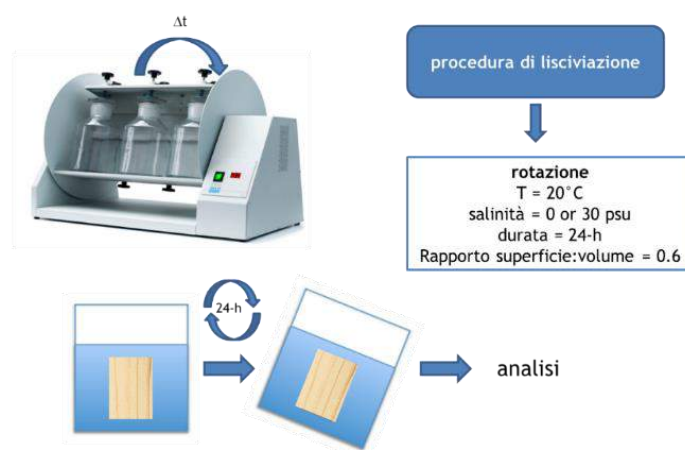 Δt
procedura di lisciviazione
rotazione
T = 20°C
salinità = 0 or 30 psu
durata = 24-h
Rapporto superficie:volume = 0.6
24-h
analisi